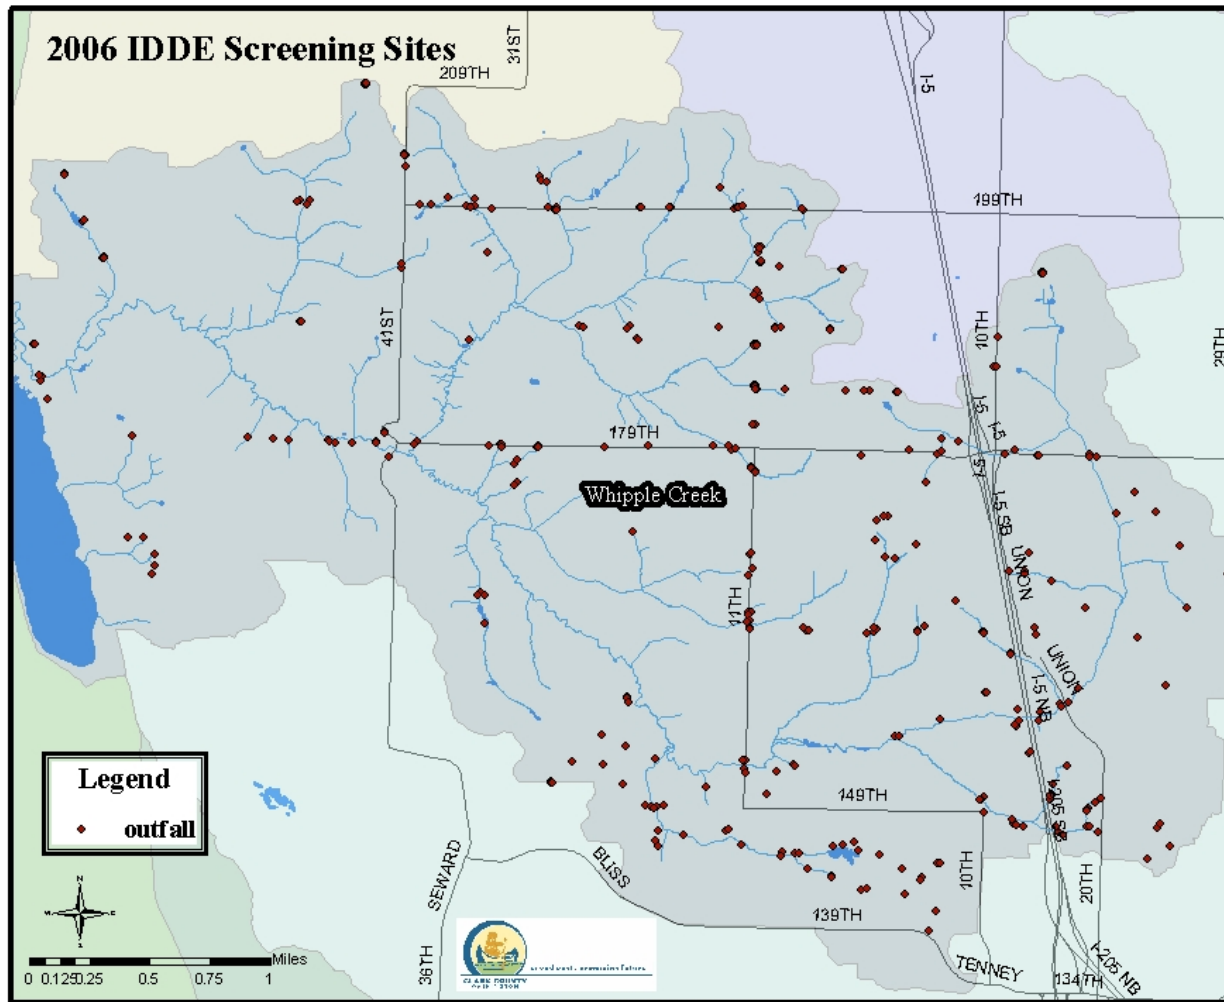 2006 IDDE Screening Sites
31ST
209TH
I-5
199TH
41ST
10TH
29TH
I-5
I-5
179TH
I-5
I-5 SB
Whipple Creek
UNION
11TH
UNION
I-5 NB
Legend
outfall
149TH
I-205 SB
SEWARD
BLISS
10TH
20TH
139TH
N
W
E
S
36TH
TENNEY
134TH
I-205 NB
0 0.125 0.25 0.5 0.75 1 Miles
CLARK COUNTY
WASHINGTON